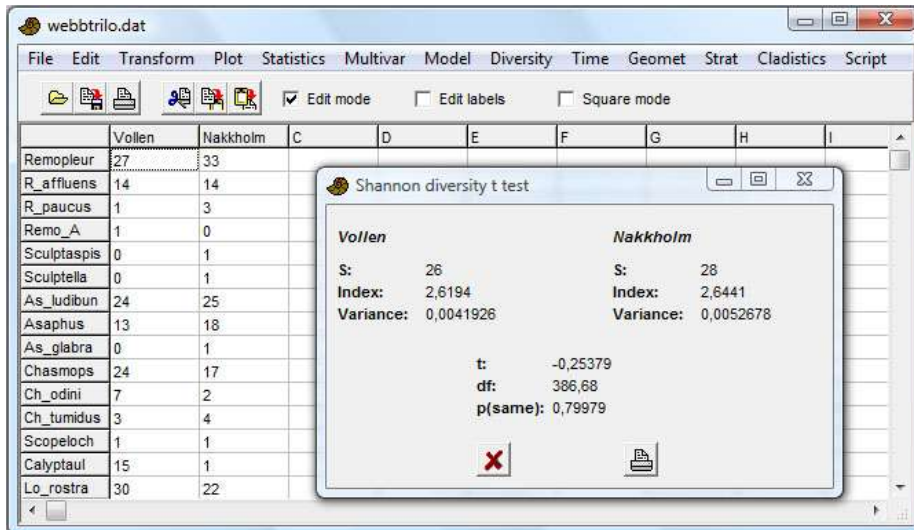 webbtrilo.dat
File Edit Transform Plot Statistics Multivar Model Diversity Time Geomet Strat Cladistics Script
Edit mode Edit labels Square mode
Vollen Nakkholm C D E F G H I
Remopleur 27 33
R_affluens 14 14
R_paucus 1 3
Remo_A 1 0
Sculptaspis 0 1
Sculptella 0 1
As_ludibun 24 25
Asaphus 13 18
As_glabra 0 1
Chasmops 24 17
Ch_odini 7 2
Ch_tumidus 3 4
Scopeloch 1 1
Calyptaul 15 1
Lo_rostra 30 22
Shannon diversity t test
Vollen Nakkholm
S: 26 S: 28
Index: 2,6194 Index: 2,6441
Variance: 0,0041926 Variance: 0,0052678
t: -0,25379
df: 386,68
p(same): 0,79979